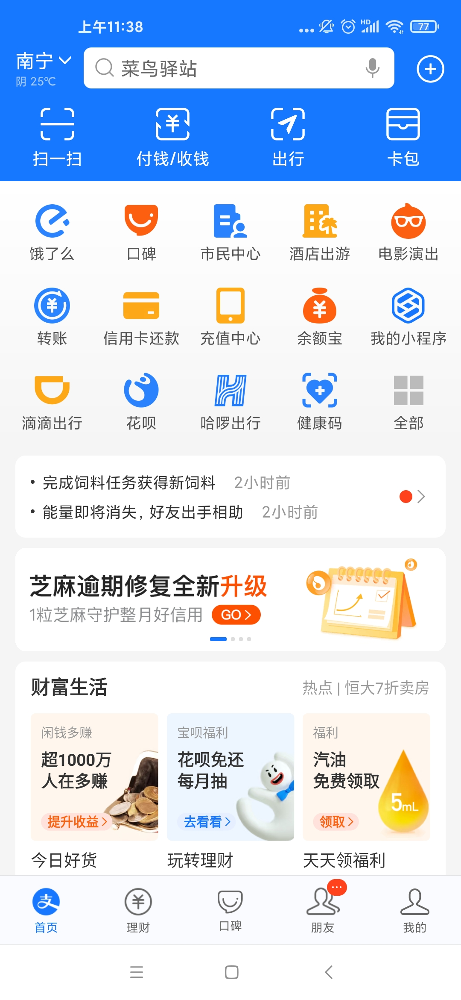 上午11:38
HD
77
南宁
阴 25℃
菜鸟驿站
扫一扫
付钱/收钱
出行
卡包
饿了么
口碑
市民中心
酒店出游
电影演出
转账
信用卡还款
充值中心
余额宝
我的小程序
滴滴出行
花呗
哈啰出行
健康码
全部
• 完成饲料任务获得新饲料 2小时前
• 能量即将消失，好友出手相助 2小时前
芝麻逾期修复全新升级
1粒芝麻守护整月好信用 GO >
财富生活
热点 | 恒大7折卖房
闲钱多赚
超1000万
人在多赚
提升收益 >
宝呗福利
花呗免还
每月抽
去看看 >
福利
汽油
免费领取
5mL
领取 >
今日好货
玩转理财
天天领福利
支
首页
理财
口碑
朋友
我的